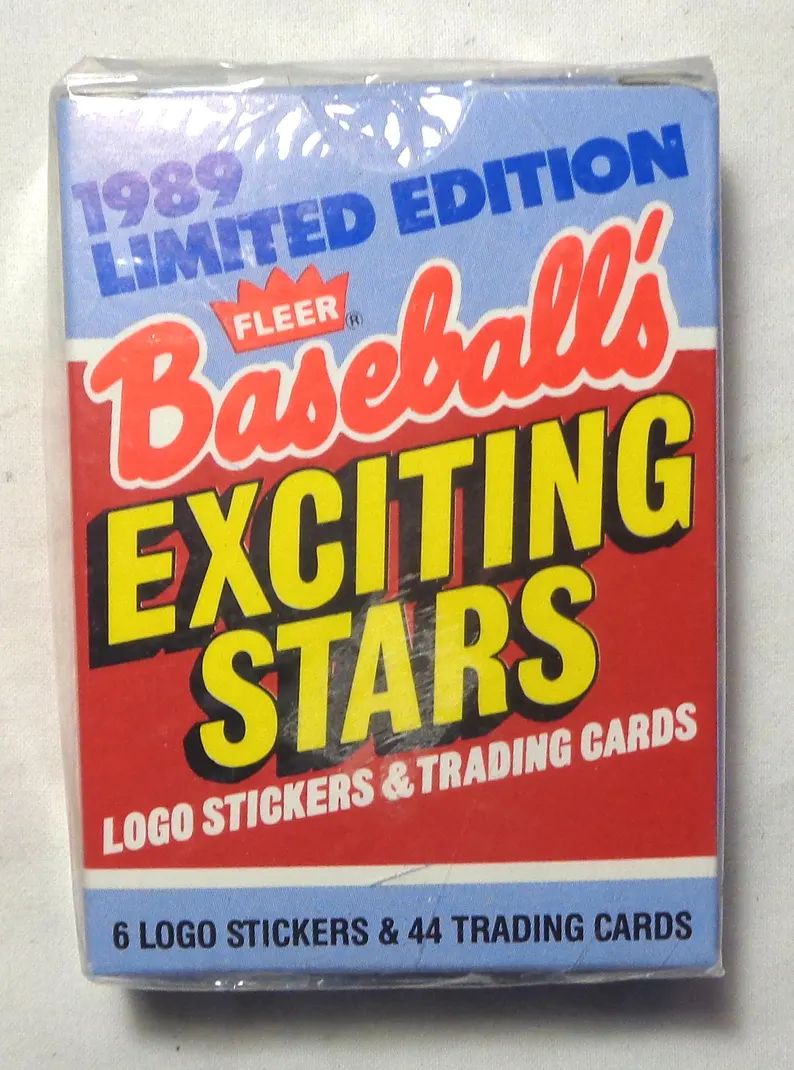 1989
LIMITED EDITION
FLEER®
Baseball's
EXCITING
STARS
LOGO STICKERS & TRADING CARDS
6 LOGO STICKERS & 44 TRADING CARDS